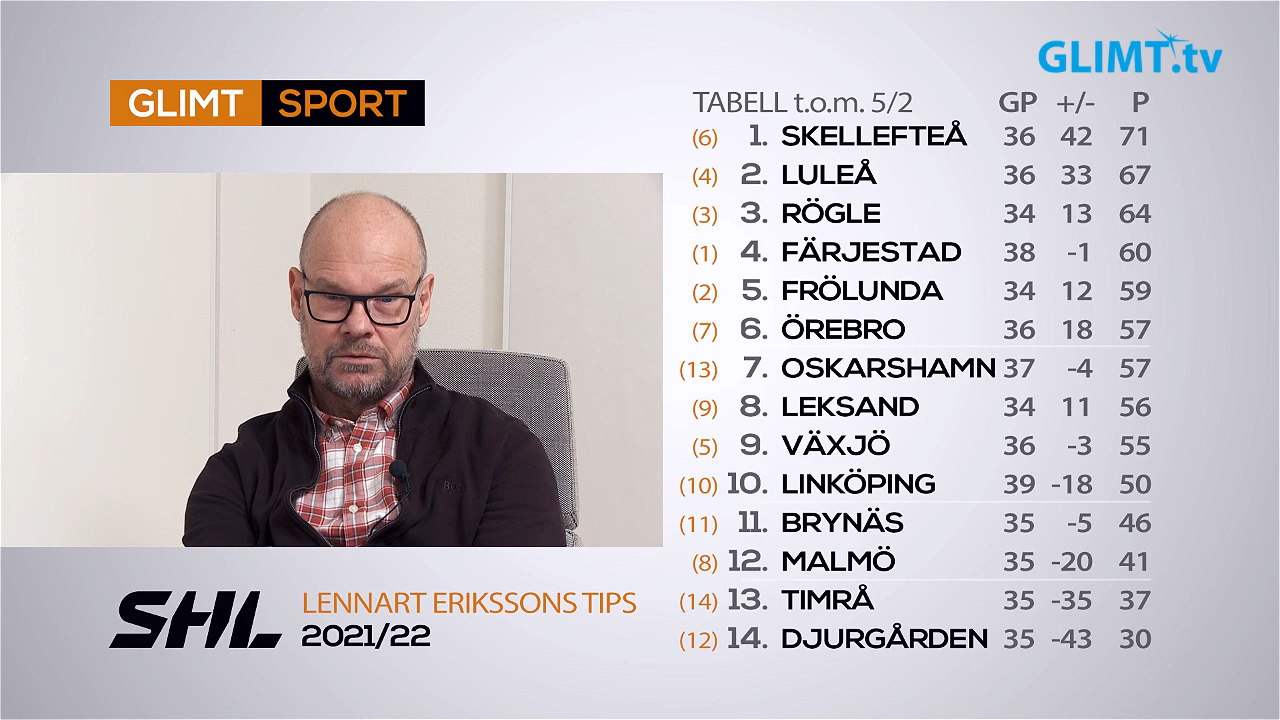 GLIMT.tv
GLIMT SPORT
TABELL t.o.m. 5/2 GP +/- P
(6) 1. SKELLEFTEÅ 36 42 71
(4) 2. LULEÅ 36 33 67
(3) 3. RÖGLE 34 13 64
(1) 4. FÄRJESTAD 38 -1 60
(2) 5. FRÖLUNDA 34 12 59
(7) 6. ÖREBRO 36 18 57
(13) 7. OSKARSHAMN 37 -4 57
(9) 8. LEKSAND 34 11 56
(5) 9. VÄXJÖ 36 -3 55
(10) 10. LINKÖPING 39 -18 50
(11) 11. BRYNÄS 35 -5 46
(8) 12. MALMÖ 35 -20 41
(14) 13. TIMRÅ 35 -35 37
(12) 14. DJURGÅRDEN 35 -43 30
BOSS
SHL
LENNART ERIKSSONS TIPS
2021/22